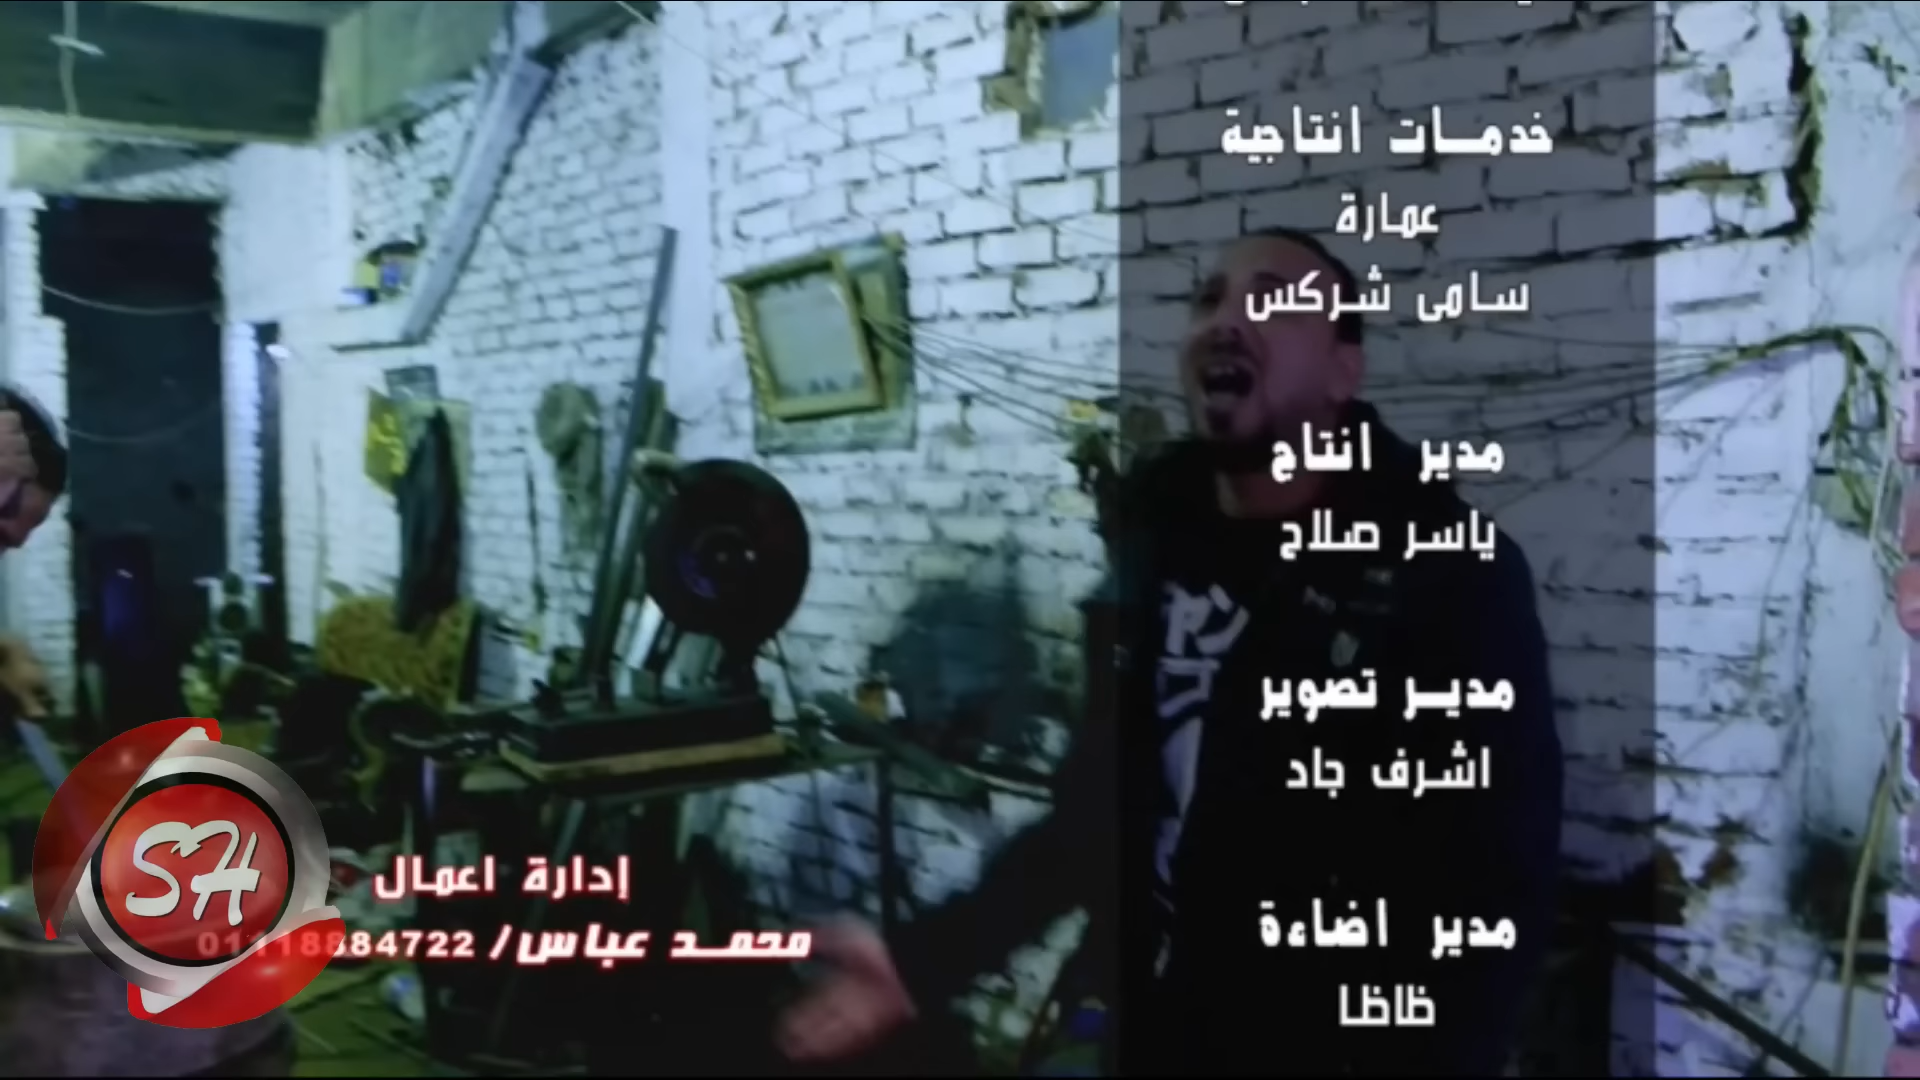 خدمات انتاجية
عمارة
سامى شركس
مدير انتاج
ياسر صلاح
مدير تصوير
اشرف جاد
مدير اضاءة
ظاظا
إدارة اعمال
محمد عباس/ 01118884722
SH